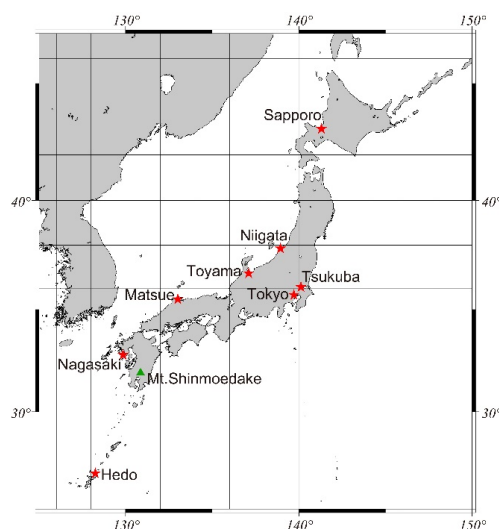 130° 140° 150°
Sapporo
40° 40°
Niigata
Toyama
Tsukuba
Matsue Tokyo
Nagasaki
Mt.Shinmoedake
30° 30°
Hedo
130° 140° 150°